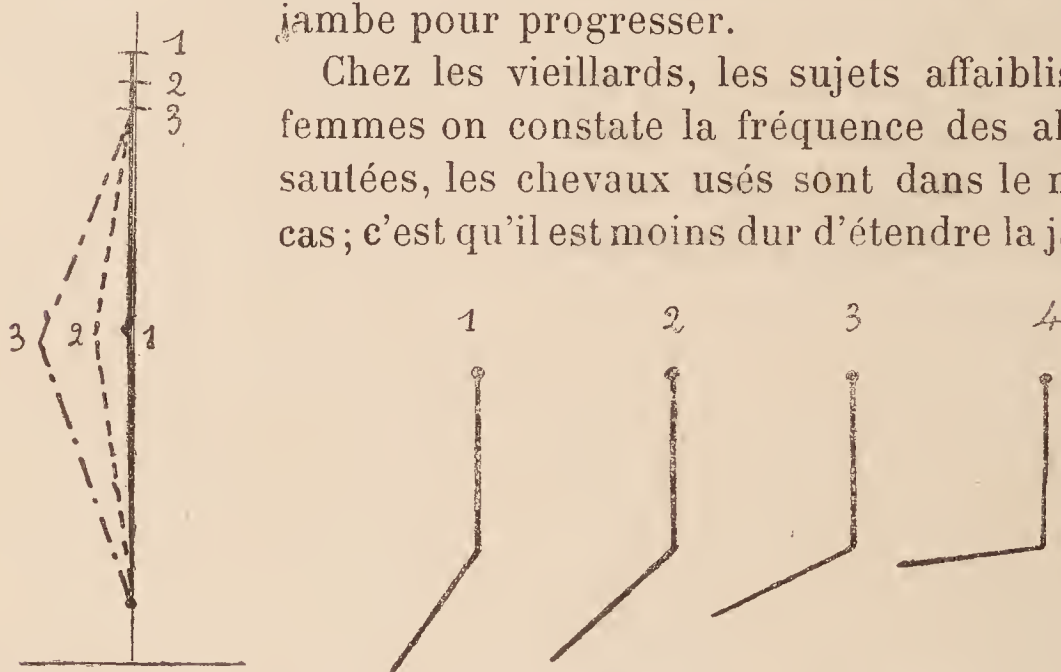 jambe pour progresser.
Chez les vieillards, les sujets affaiblis
femmes on constate la fréquence des al
sautées, les chevaux usés sont dans le
cas ; c'est qu'il est moins dur d'étendre la j
1
2
3
3 2 1
1 2 3 4